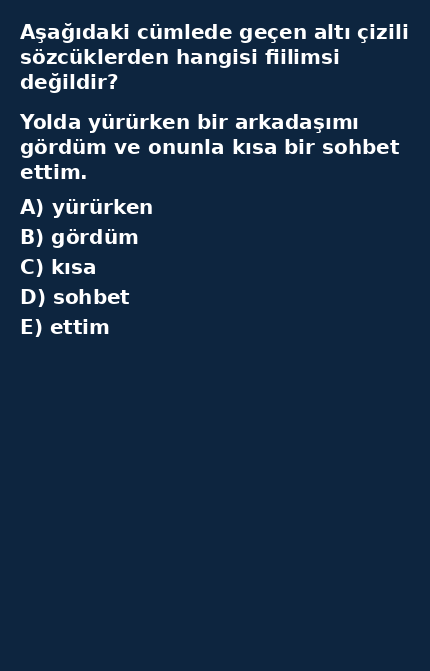 Aşağıdaki cümlede geçen altı çizili
sözcüklerden hangisi fiilimsi
değildir?
Yolda yürürken bir arkadaşımı
gördüm ve onunla kısa bir sohbet
ettim.
A) yürürken
B) gördüm
C) kısa
D) sohbet
E) ettim